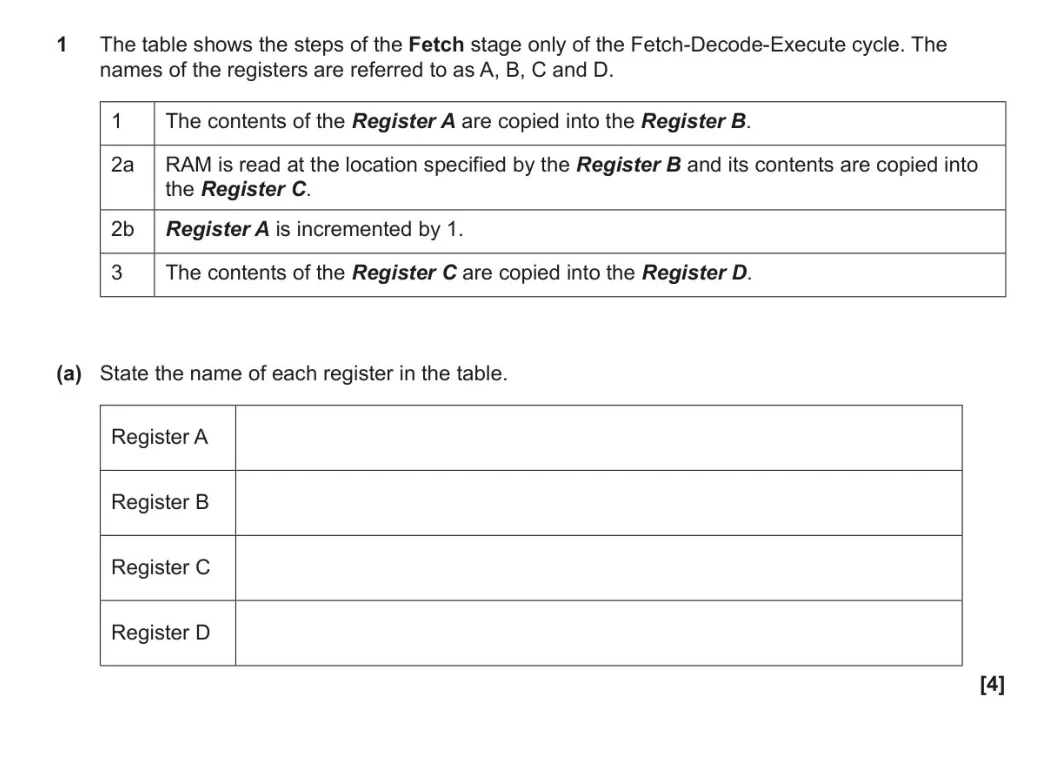 1 The table shows the steps of the Fetch stage only of the Fetch-Decode-Execute cycle. The
names of the registers are referred to as A, B, C and D.
1 The contents of the Register A are copied into the Register B.
2a RAM is read at the location specified by the Register B and its contents are copied into
the Register C.
2b Register A is incremented by 1.
3 The contents of the Register C are copied into the Register D.
(a) State the name of each register in the table.
Register A
Register B
Register C
Register D
[4]